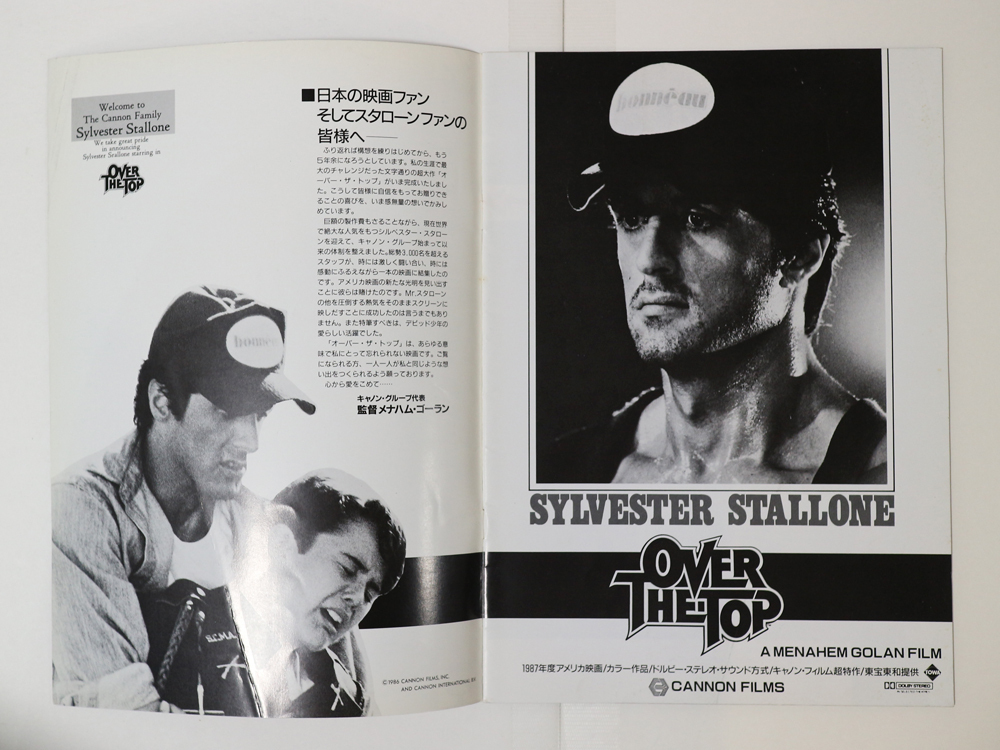 Welcome to
The Cannon Family
Sylvester Stallone
We take great pride
in announcing
Sylvester Stallone starring in
OVER
THE TOP
■日本の映画ファン
そしてスタローンファンの
皆様へ──
ふり返れば構想を練りはじめてから、もう
5年余になろうとしています。私の生涯で最
大のチャレンジだった文字通りの超大作「オ
ーバー・ザ・トップ」がいま完成いたしまし
た。こうして皆様に自信をもってお贈りでき
ることの喜びを、いま感無量の想いでかみし
めています。
巨額の製作費もさることながら、現在世界
で絶大な人気をもつシルベスター・スタロー
ンを迎えて、キャノン・グループ始まって以
来の体制を整えました。総勢3,000名を超える
スタッフが、時には激しく闘い合い、時には
感動にふるえながら一本の映画に結集したの
です。アメリカ映画の新たな光明を見い出す
ことに彼らは賭けたのです。Mr.スタローン
の他を圧倒する熱気をそのままスクリーンに
映しだすことに成功したのは言うまでもあり
ません。また特筆すべきは、デビッド少年の
愛らしい活躍でした。
「オーバー・ザ・トップ」は、あらゆる意
味で私にとって忘れられない映画です。ご覧
になられる方、一人一人が私と同じような想
い出をつくられるよう願っております。
心から愛をこめて……
キャノン・グループ代表
監督メナハム・ゴーラン
bonneau
©1986 CANNON FILMS, INC.
AND CANNON INTERNATIONAL
bonneau
SYLVESTER STALLONE
OVER
THE TOP
A MENAHEM GOLAN FILM
1987年度アメリカ映画/カラー作品/ドルビー・ステレオ・サウンド方式/キャノン・フィルム超特作/東宝東和提供
TOWA
CANNON FILMS
DOLBY STEREO